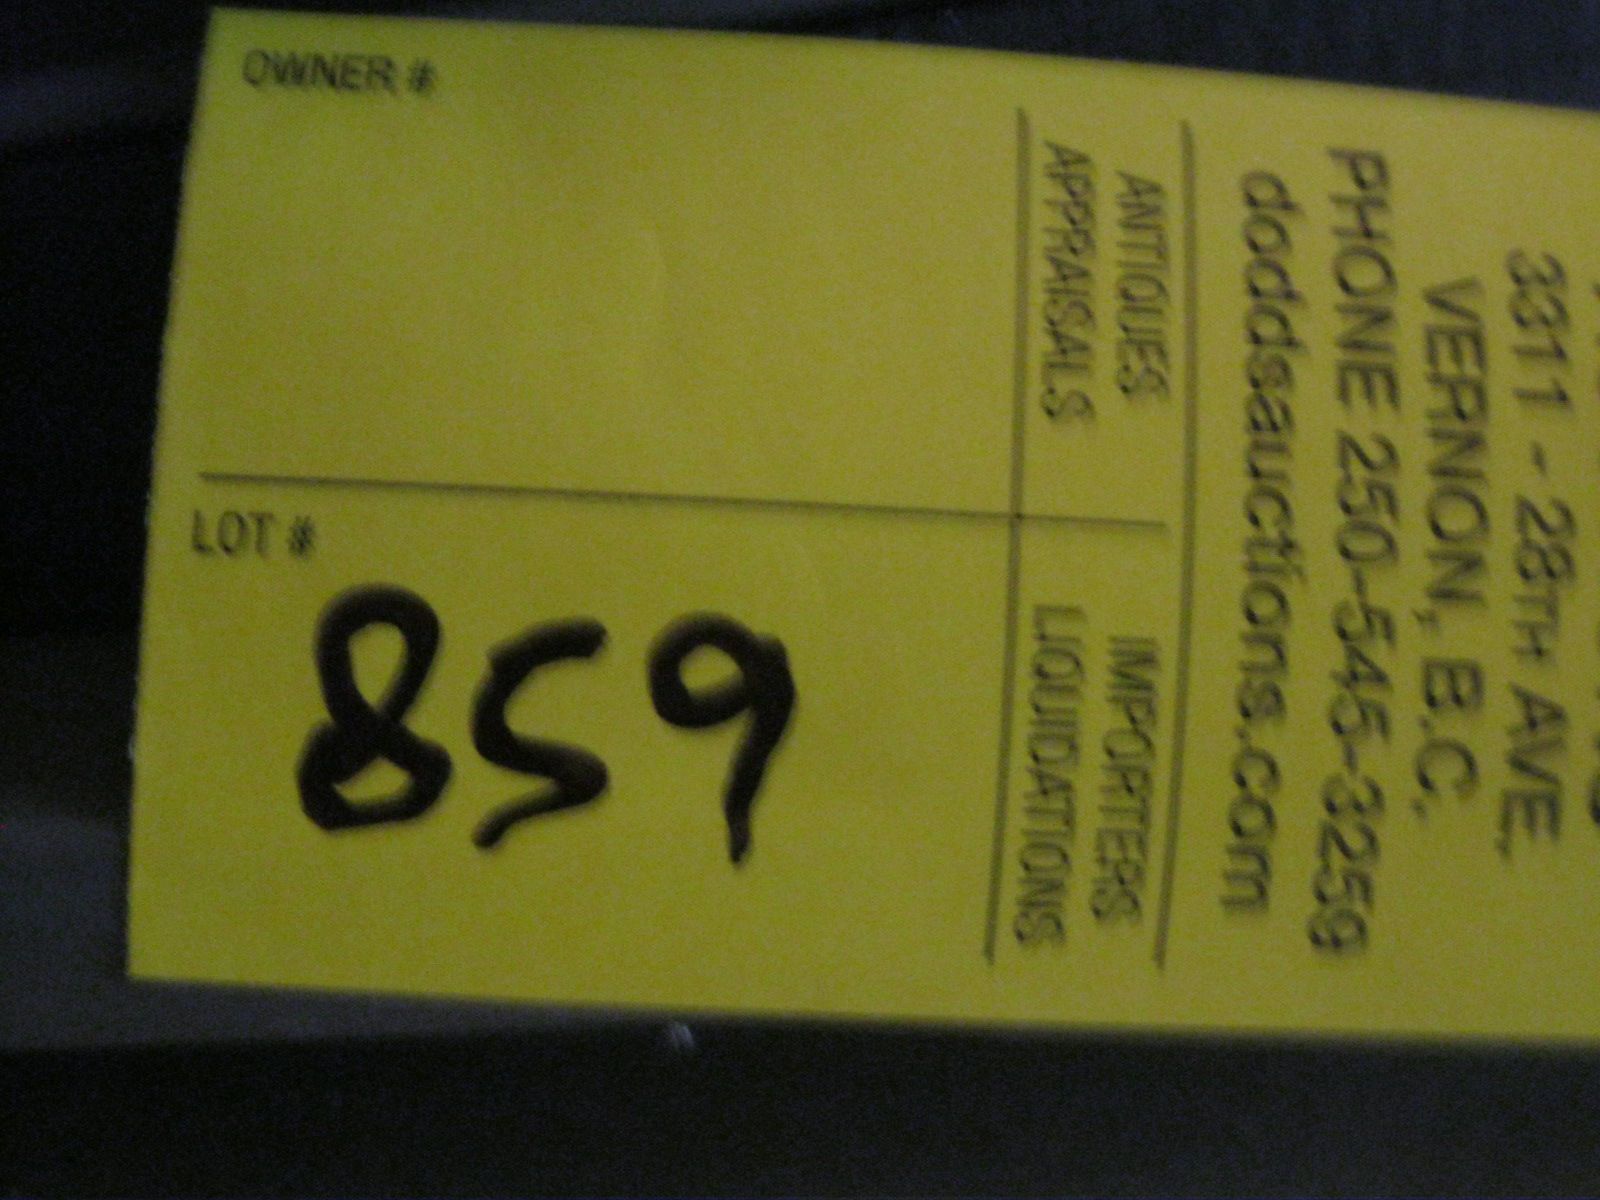 3311 - 28TH AVE,
VERNON, B.C.
PHONE 250-545-3259
doddsauctions.com
ANTIQUES IMPORTERS
APPRAISALS LIQUIDATIONS
OWNER #
LOT #
859